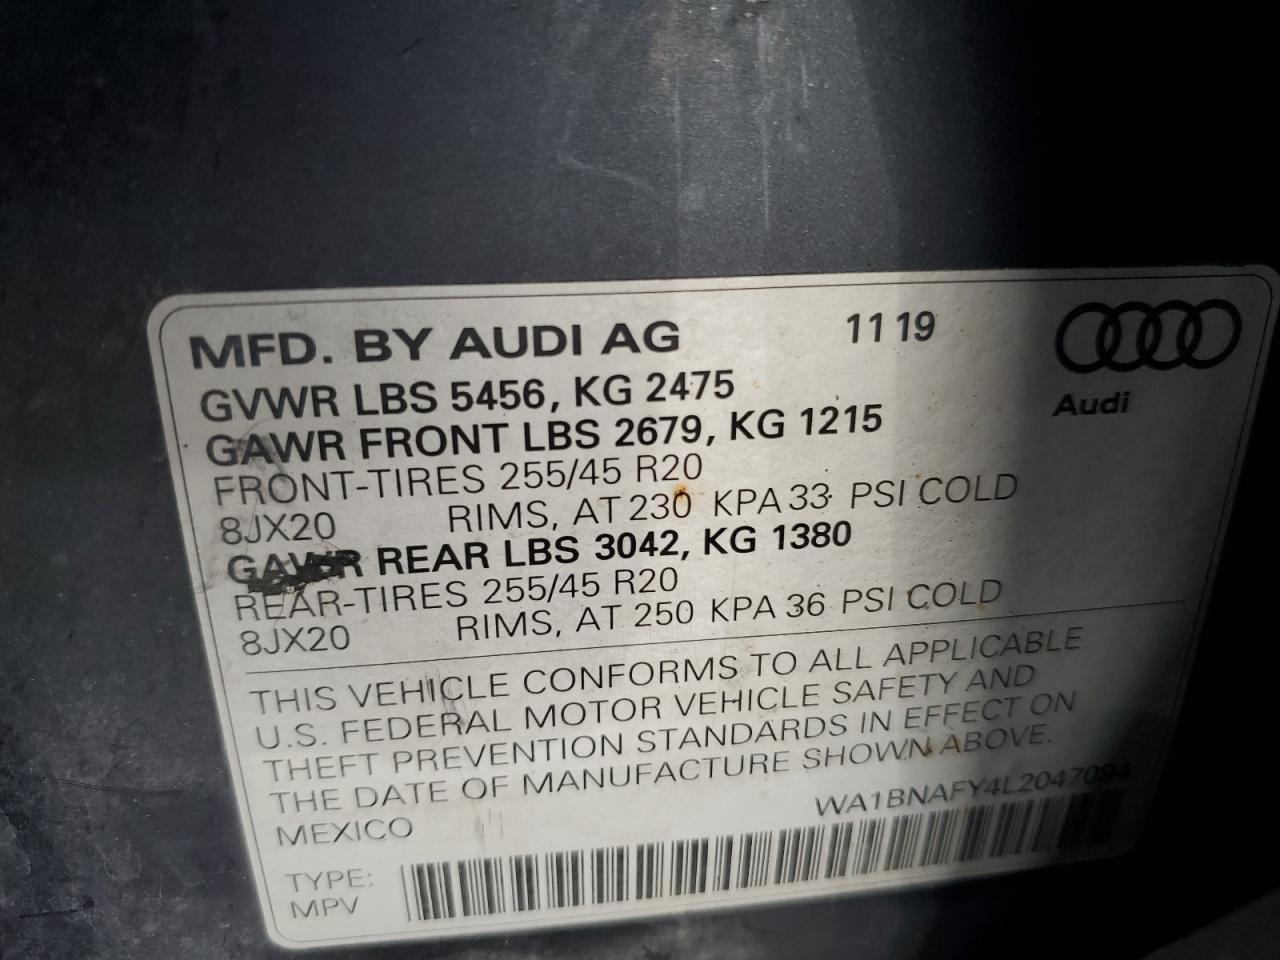 MFD. BY AUDI AG 11 19
Audi
GVWR LBS 5456, KG 2475
GAWR FRONT LBS 2679, KG 1215
FRONT-TIRES 255/45 R20
8JX20 RIMS, AT 230 KPA 33 PSI COLD
GAWR REAR LBS 3042, KG 1380
REAR-TIRES 255/45 R20
8JX20 RIMS, AT 250 KPA 36 PSI COLD
THIS VEHICLE CONFORMS TO ALL APPLICABLE
U.S. FEDERAL MOTOR VEHICLE SAFETY AND
THEFT PREVENTION STANDARDS IN EFFECT ON
THE DATE OF MANUFACTURE SHOWN ABOVE.
MEXICO WA1BNAFY4L2047094
TYPE:
MPV